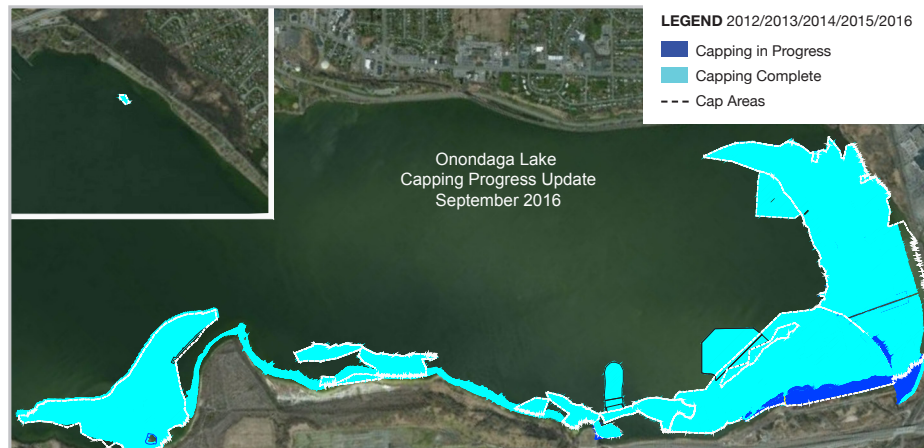 LEGEND 2012/2013/2014/2015/2016
Capping in Progress
Capping Complete
Cap Areas
Onondaga Lake
Capping Progress Update
September 2016